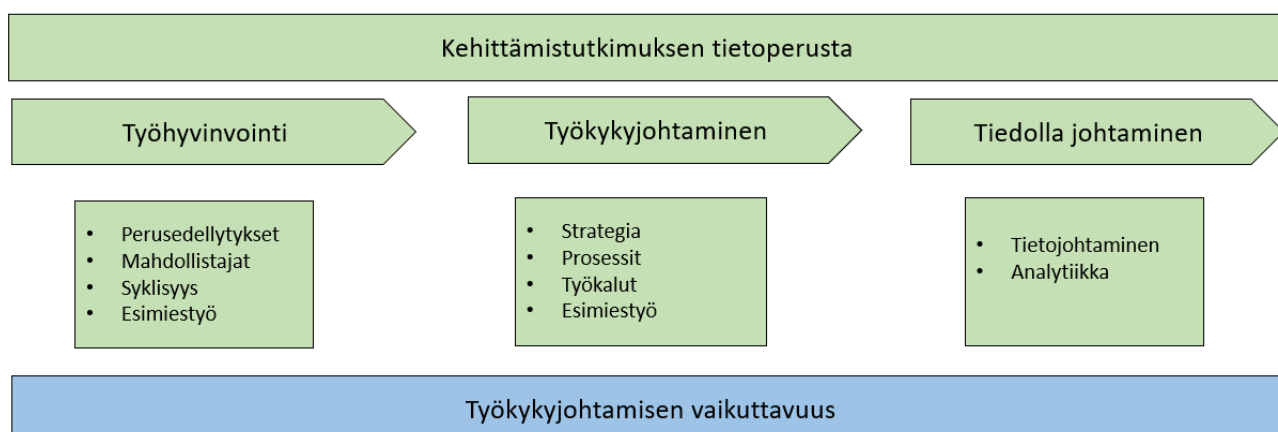 Kehittämistutkimuksen tietoperusta
Työhyvinvointi
Työkykyjohtaminen
Tiedolla johtaminen
• Perusedellytykset
• Mahdollistajat
• Syklisyys
• Esimiestyö
• Strategia
• Prosessit
• Työkalut
• Esimiestyö
• Tietojohtaminen
• Analytiikka
Työkykyjohtamisen vaikuttavuus